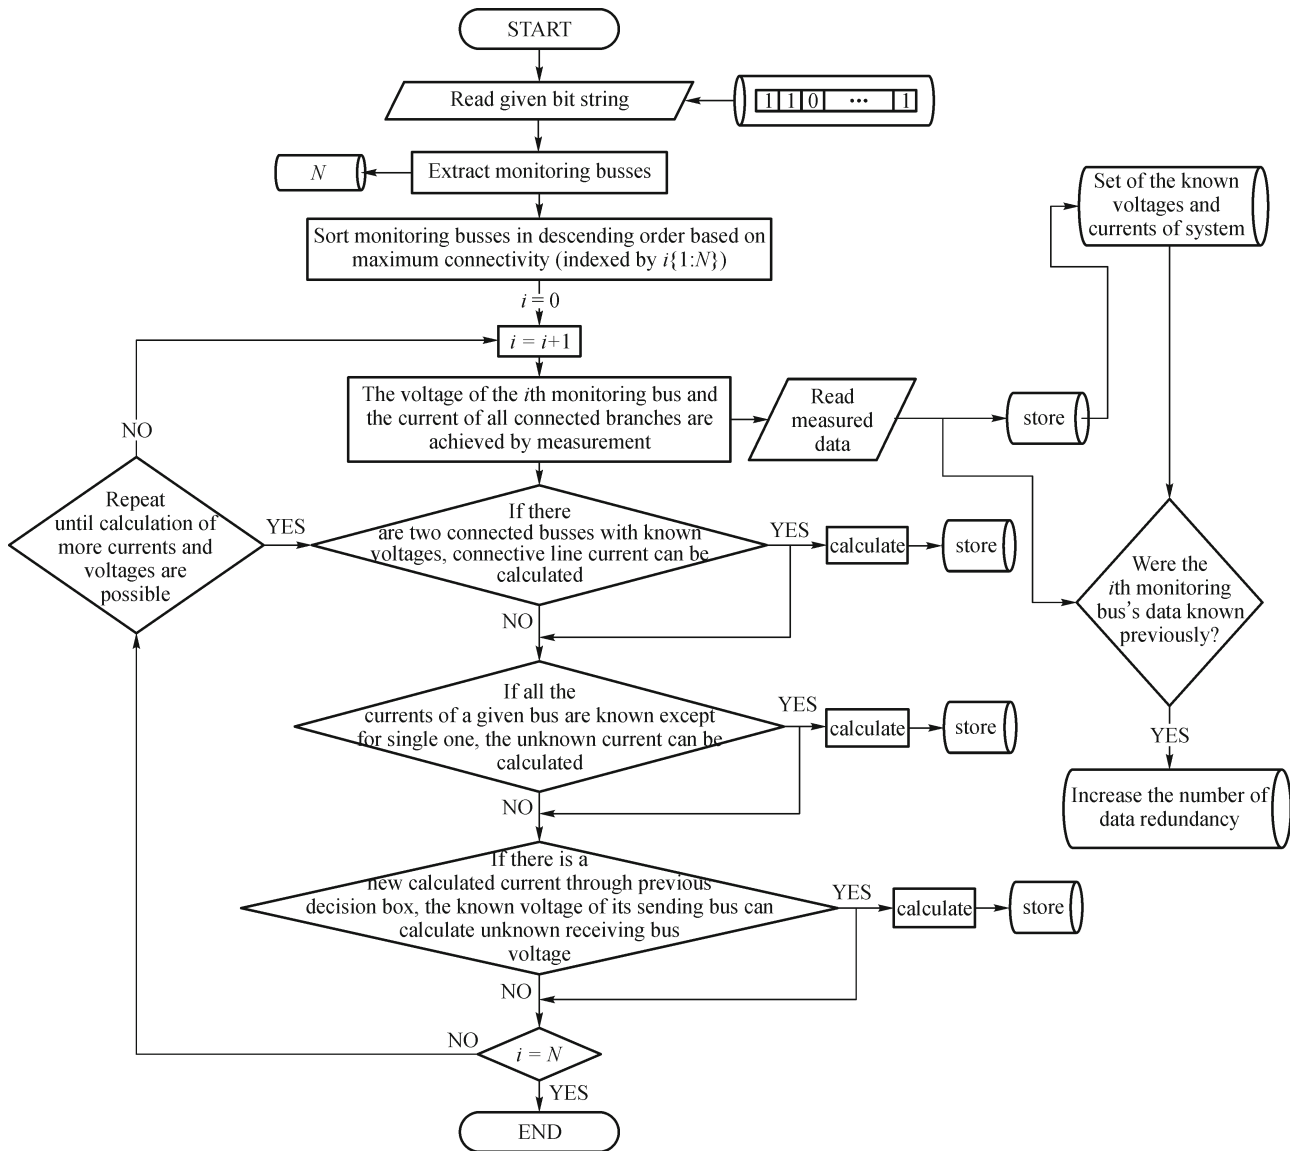 START
Read given bit string
1 1 0 ... 1
N
Extract monitoring busses
Sort monitoring busses in descending order based on
maximum connectivity (indexed by i{1:N})
i = 0
i = i+1
The voltage of the ith monitoring bus and
the current of all connected branches are
achieved by measurement
Read
measured
data
store
Set of the known
voltages and
currents of system
NO
Repeat
until calculation of
more currents and
voltages are
possible
YES
If there
are two connected busses with known
voltages, connective line current can be
calculated
YES
calculate
store
NO
Were the
ith monitoring
bus's data known
previously?
YES
Increase the number of
data redundancy
If all the
currents of a given bus are known except
for single one, the unknown current can be
calculated
YES
calculate
store
NO
If there is a
new calculated current through previous
decision box, the known voltage of its sending bus can
calculate unknown receiving bus
voltage
YES
calculate
store
NO
i = N
NO
YES
END